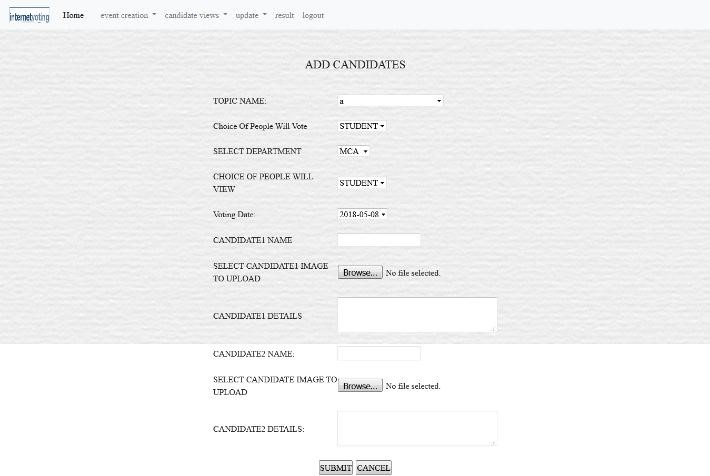 internetvoting Home event creation candidate views update result logout
ADD CANDIDATES
TOPIC NAME: a
Choice Of People Will Vote STUDENT
SELECT DEPARTMENT MCA
CHOICE OF PEOPLE WILL
VIEW STUDENT
Voting Date: 2018-05-08
CANDIDATE1 NAME
SELECT CANDIDATE1 IMAGE
TO UPLOAD Browse... No file selected.
CANDIDATE1 DETAILS
CANDIDATE2 NAME:
SELECT CANDIDATE IMAGE TO
UPLOAD Browse... No file selected.
CANDIDATE2 DETAILS:
SUBMIT CANCEL